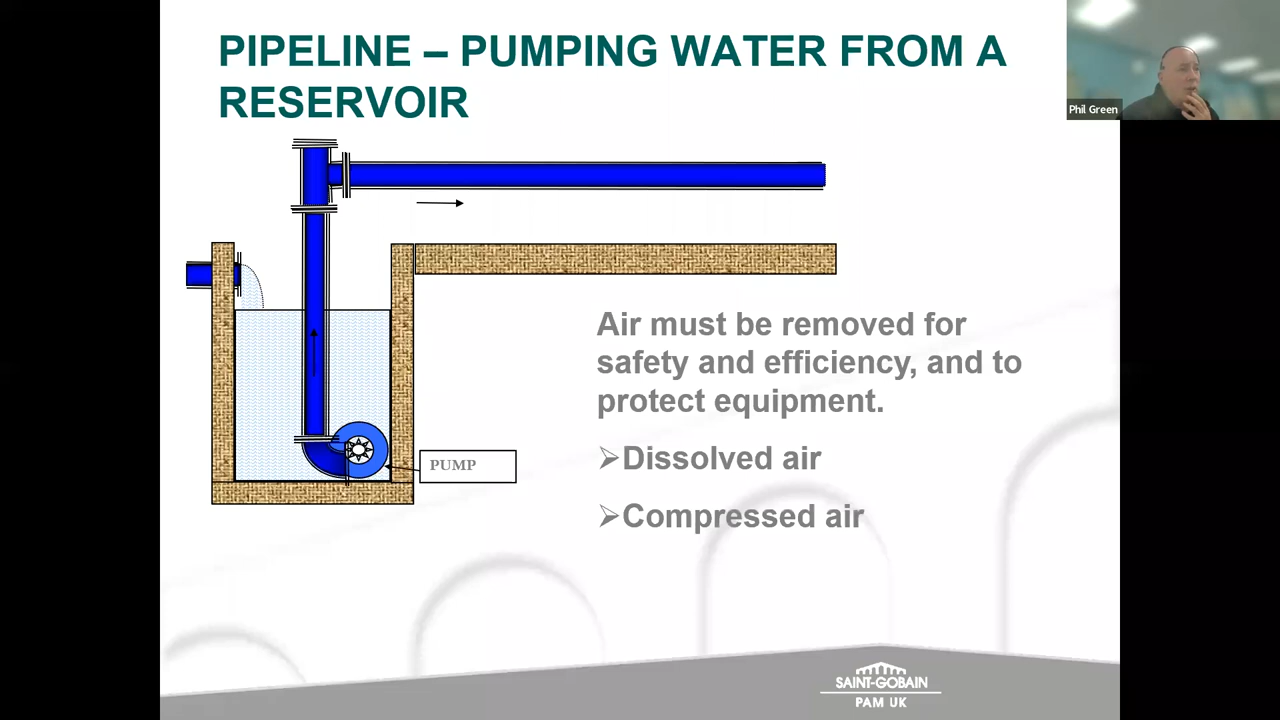 PIPELINE – PUMPING WATER FROM A
RESERVOIR
Phil Green
Air must be removed for
safety and efficiency, and to
protect equipment.
PUMP
➢Dissolved air
➢Compressed air
SAINT-GOBAIN
PAM UK